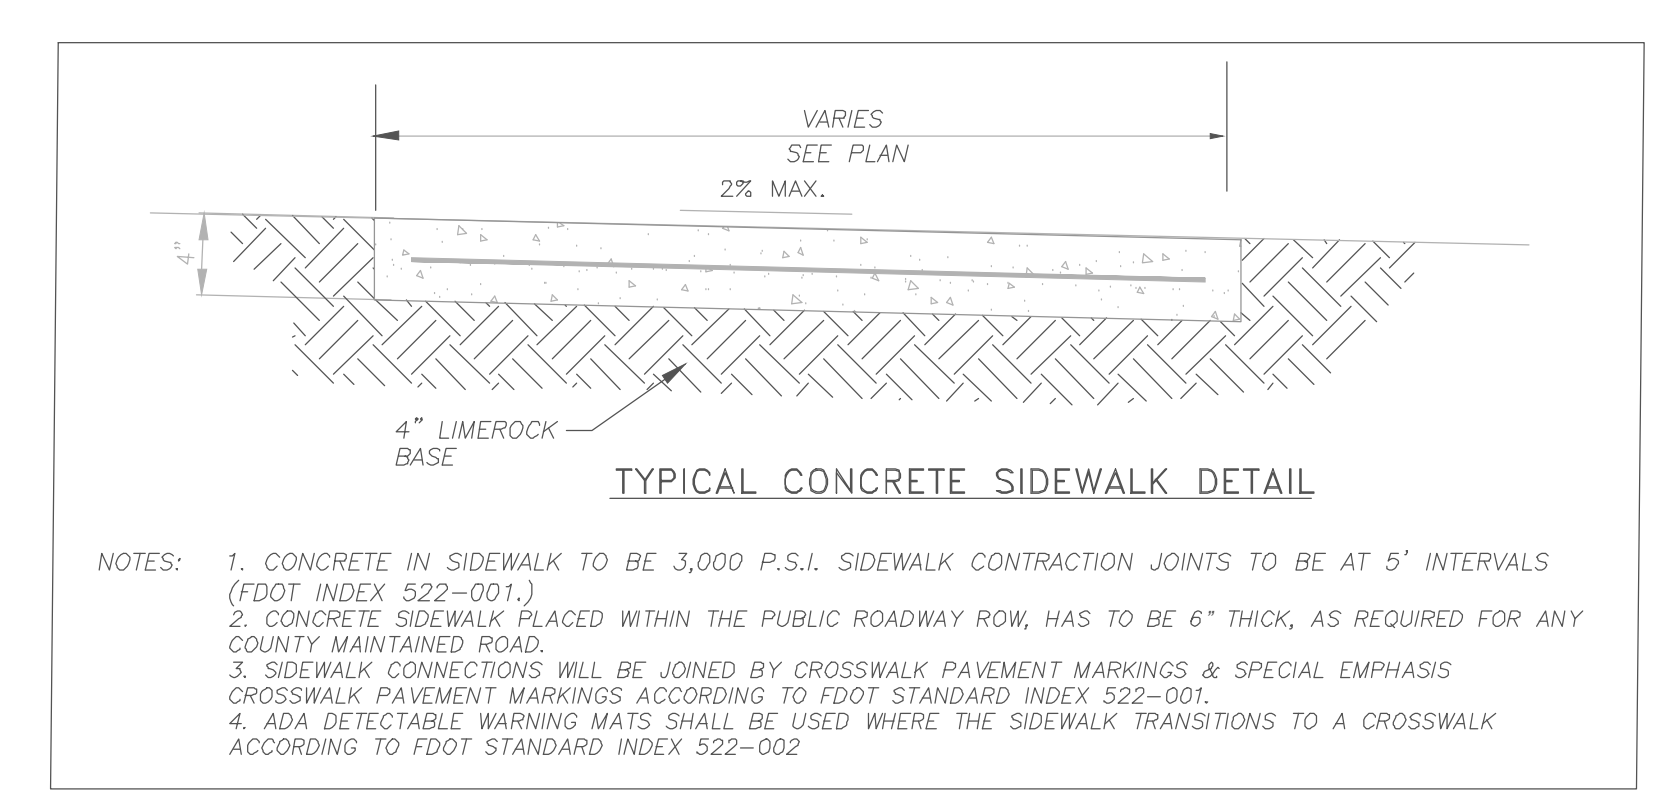 VARIES
SEE PLAN
2% MAX.
4"
4" LIMEROCK
BASE
TYPICAL CONCRETE SIDEWALK DETAIL
NOTES: 1. CONCRETE IN SIDEWALK TO BE 3,000 P.S.I. SIDEWALK CONTRACTION JOINTS TO BE AT 5' INTERVALS
(FDOT INDEX 522-001.)
2. CONCRETE SIDEWALK PLACED WITHIN THE PUBLIC ROADWAY ROW, HAS TO BE 6" THICK, AS REQUIRED FOR ANY
COUNTY MAINTAINED ROAD.
3. SIDEWALK CONNECTIONS WILL BE JOINED BY CROSSWALK PAVEMENT MARKINGS & SPECIAL EMPHASIS
CROSSWALK PAVEMENT MARKINGS ACCORDING TO FDOT STANDARD INDEX 522-001.
4. ADA DETECTABLE WARNING MATS SHALL BE USED WHERE THE SIDEWALK TRANSITIONS TO A CROSSWALK
ACCORDING TO FDOT STANDARD INDEX 522-002